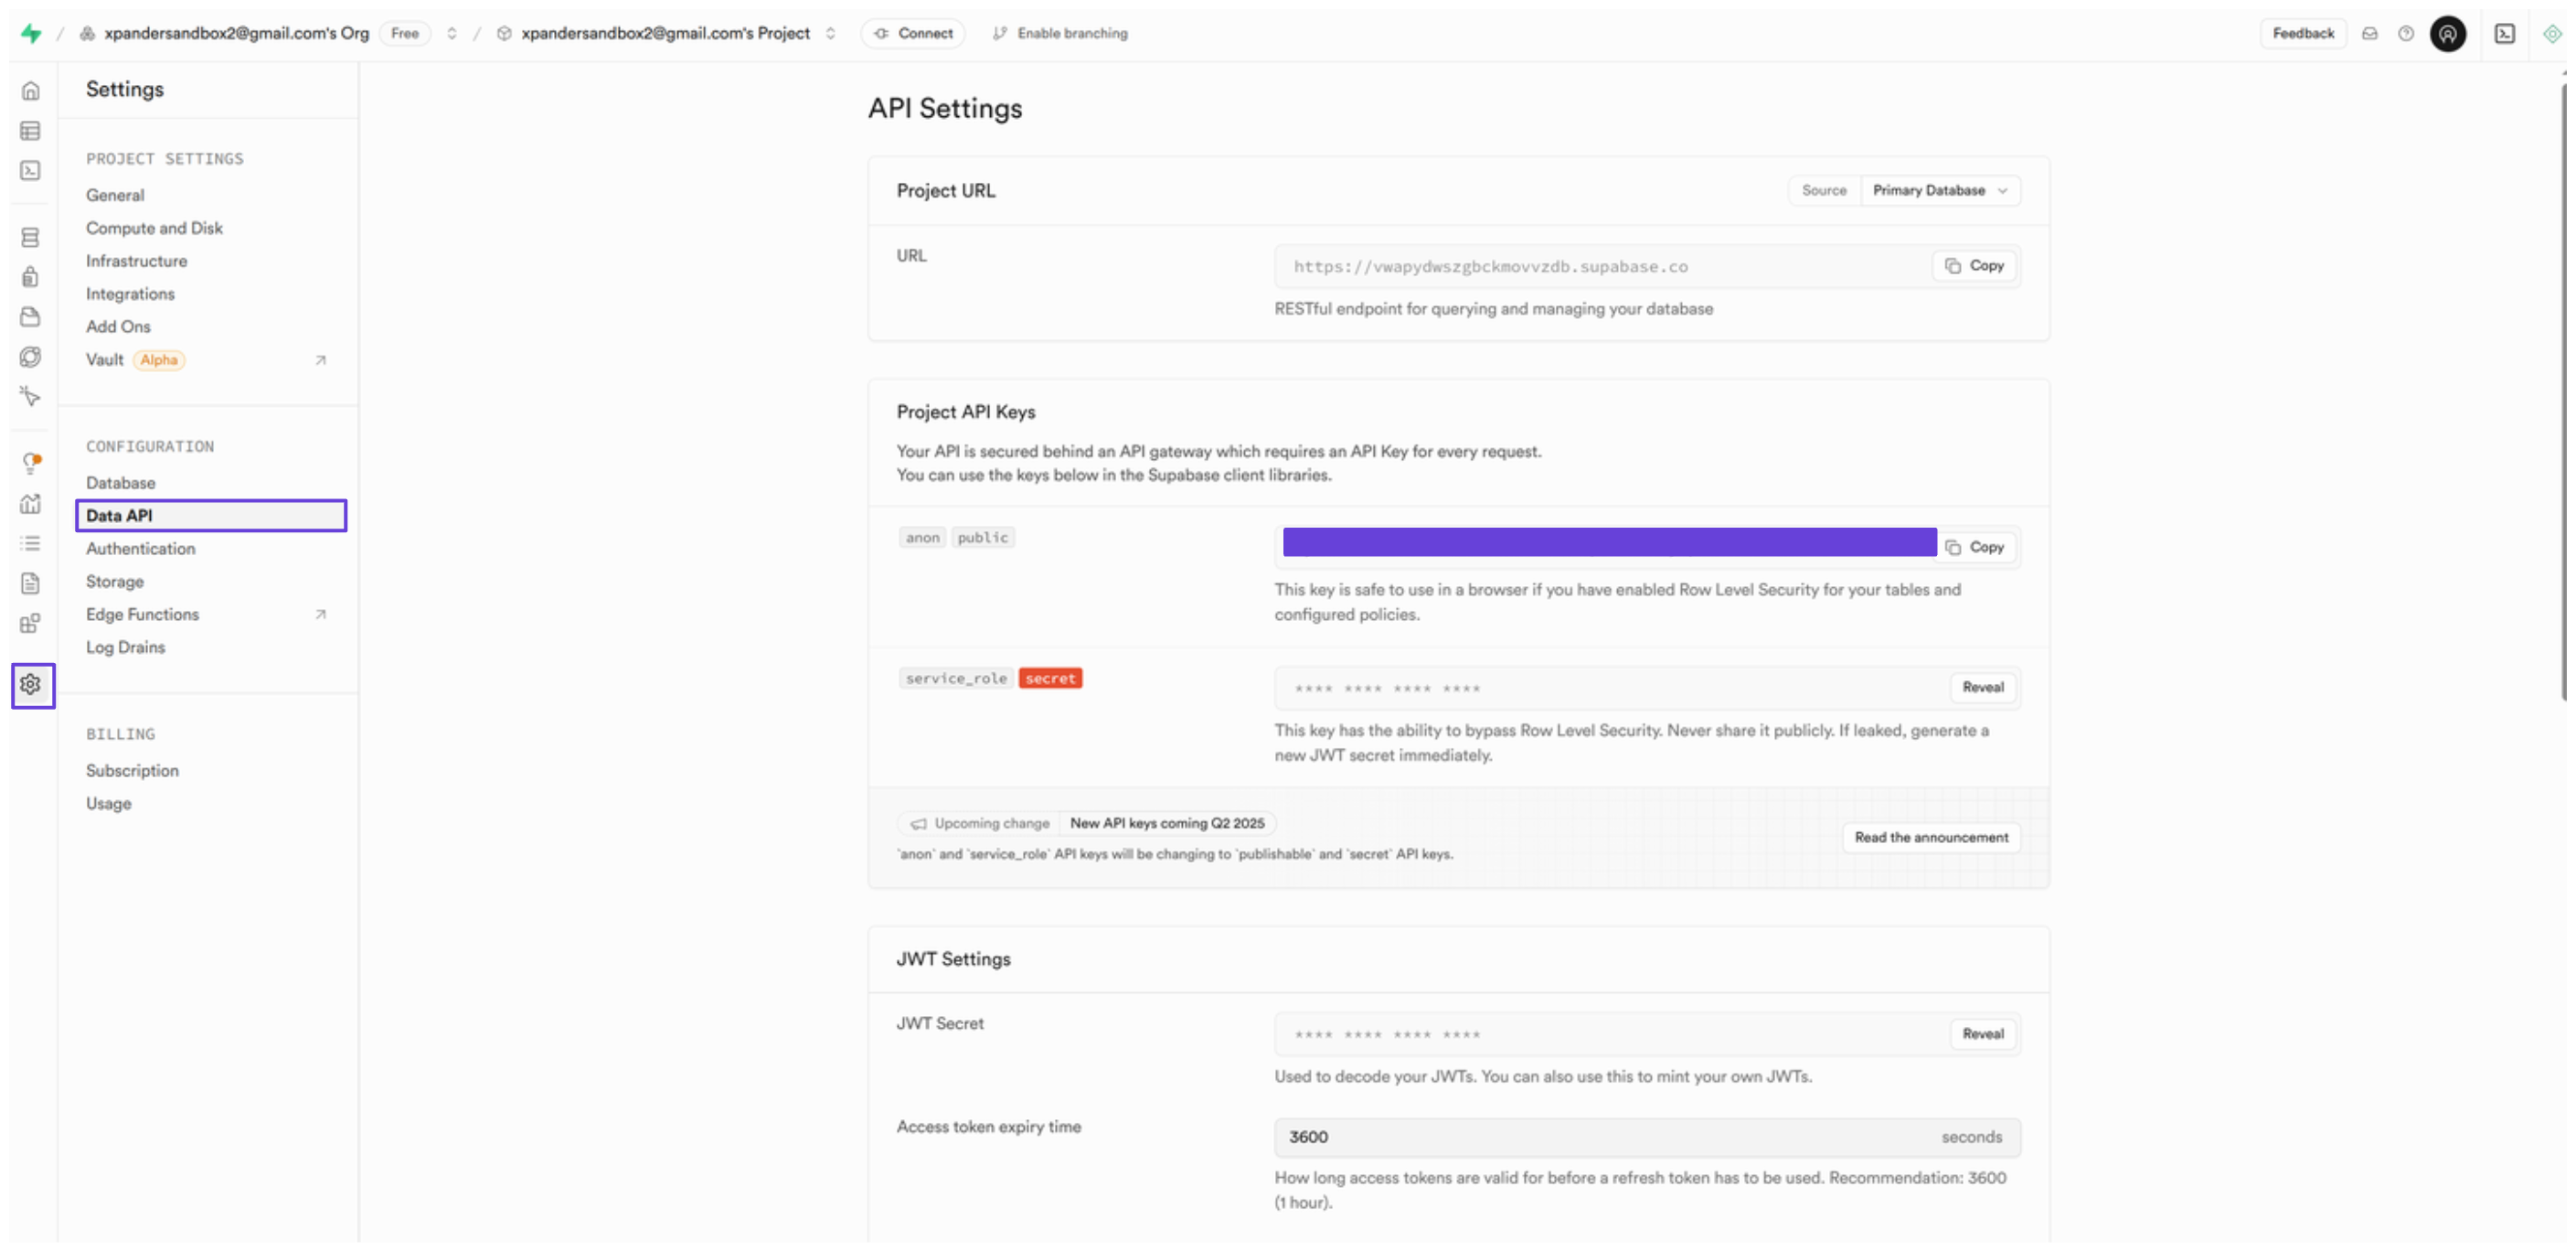 / xpandersandbox2@gmail.com's Org Free / xpandersandbox2@gmail.com's Project Connect Enable branching Feedback
Settings
PROJECT SETTINGS
General
Compute and Disk
Infrastructure
Integrations
Add Ons
Vault Alpha
CONFIGURATION
Database
Data API
Authentication
Storage
Edge Functions
Log Drains
BILLING
Subscription
Usage
API Settings
Project URL Source Primary Database
URL https://vwapydwszgbckmovvzdb.supabase.co Copy
RESTful endpoint for querying and managing your database
Project API Keys
Your API is secured behind an API gateway which requires an API Key for every request.
You can use the keys below in the Supabase client libraries.
anon public Copy
This key is safe to use in a browser if you have enabled Row Level Security for your tables and
configured policies.
service_role secret **** **** **** **** Reveal
This key has the ability to bypass Row Level Security. Never share it publicly. If leaked, generate a
new JWT secret immediately.
Upcoming change New API keys coming Q2 2025
`anon` and `service_role` API keys will be changing to `publishable` and `secret` API keys.
Read the announcement
JWT Settings
JWT Secret **** **** **** **** Reveal
Used to decode your JWTs. You can also use this to mint your own JWTs.
Access token expiry time 3600 seconds
How long access tokens are valid for before a refresh token has to be used. Recommendation: 3600
(1 hour).